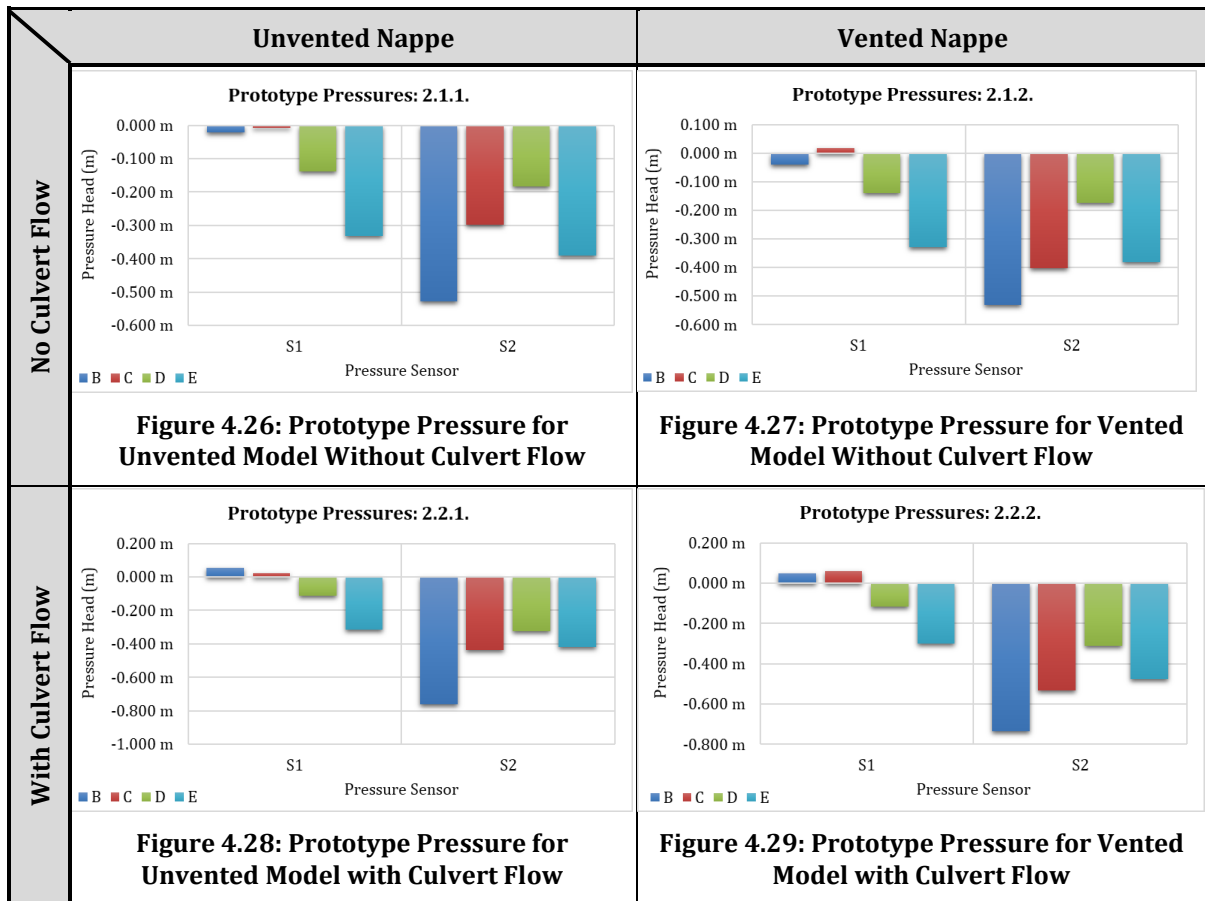 Unvented Nappe
Vented Nappe
No Culvert Flow
Prototype Pressures: 2.1.1.
Pressure Head (m)
0.000 m
-0.100 m
-0.200 m
-0.300 m
-0.400 m
-0.500 m
-0.600 m
S1
S2
Pressure Sensor
B C D E
Figure 4.26: Prototype Pressure for
Unvented Model Without Culvert Flow
Prototype Pressures: 2.1.2.
Pressure Head (m)
0.100 m
0.000 m
-0.100 m
-0.200 m
-0.300 m
-0.400 m
-0.500 m
-0.600 m
S1
S2
Pressure Sensor
B C D E
Figure 4.27: Prototype Pressure for Vented
Model Without Culvert Flow
With Culvert Flow
Prototype Pressures: 2.2.1.
Pressure Head (m)
0.200 m
0.000 m
-0.200 m
-0.400 m
-0.600 m
-0.800 m
-1.000 m
S1
S2
Pressure Sensor
B C D E
Figure 4.28: Prototype Pressure for
Unvented Model with Culvert Flow
Prototype Pressures: 2.2.2.
Pressure Head (m)
0.200 m
0.000 m
-0.200 m
-0.400 m
-0.600 m
-0.800 m
S1
S2
Pressure Sensor
B C D E
Figure 4.29: Prototype Pressure for Vented
Model with Culvert Flow